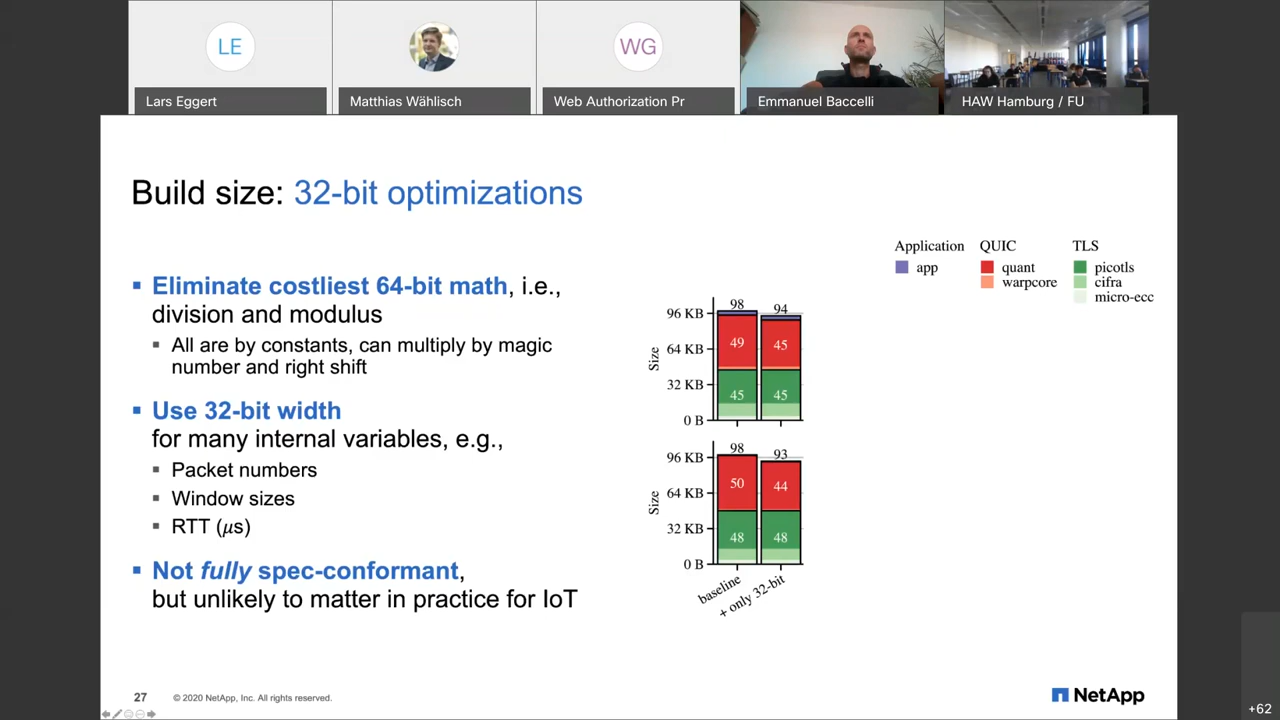 LE
WG
Lars Eggert
Matthias Wählisch
Web Authorization Pr
Emmanuel Baccelli
HAW Hamburg / FU
Build size: 32-bit optimizations
Eliminate costliest 64-bit math, i.e.,
division and modulus
All are by constants, can multiply by magic
number and right shift
Use 32-bit width
for many internal variables, e.g.,
Packet numbers
Window sizes
RTT (µs)
Not fully spec-conformant,
but unlikely to matter in practice for IoT
Application QUIC TLS
app quant picotls
warpcore cifra
micro-ecc
98 94
96 KB
64 KB
32 KB
0 B
Size
49 45
45 45
98 93
96 KB
64 KB
32 KB
0 B
Size
50 44
48 48
baseline
+ only 32-bit
27 © 2020 NetApp, Inc. All rights reserved.
NetApp
+62